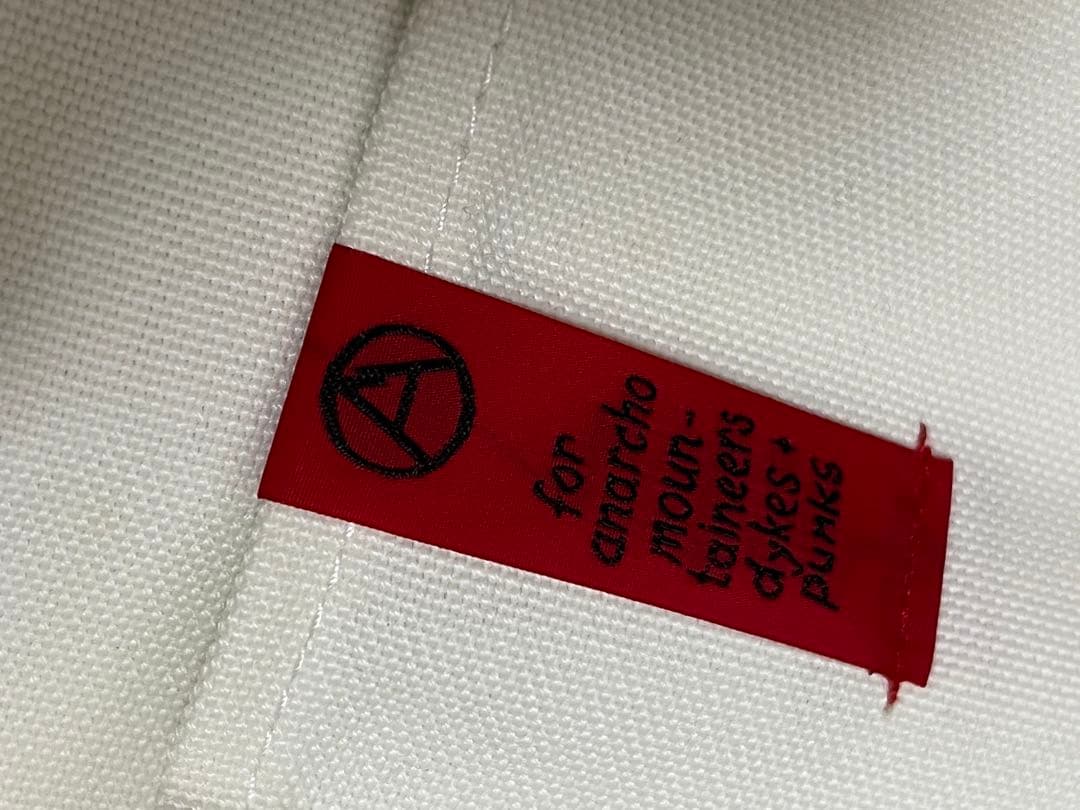 for
anarcho
moun-
taineers
dykes +
punks